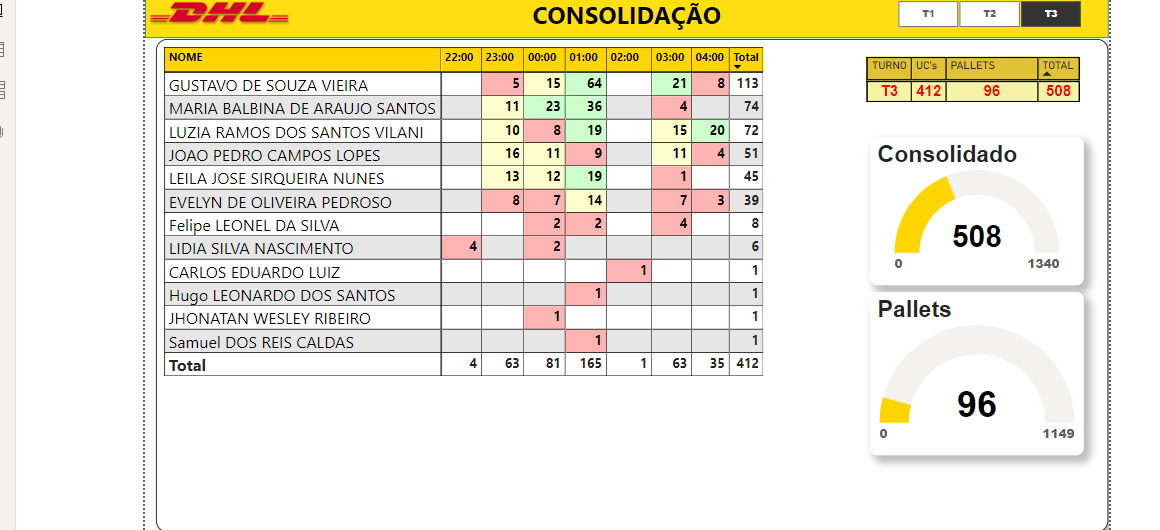 DHL CONSOLIDAÇÃO T1 T2 T3
NOME 22:00 23:00 00:00 01:00 02:00 03:00 04:00 Total
GUSTAVO DE SOUZA VIEIRA 5 15 64 21 8 113
MARIA BALBINA DE ARAUJO SANTOS 11 23 36 4 74
LUZIA RAMOS DOS SANTOS VILANI 10 8 19 15 20 72
JOAO PEDRO CAMPOS LOPES 16 11 9 11 4 51
LEILA JOSE SIRQUEIRA NUNES 13 12 19 1 45
EVELYN DE OLIVEIRA PEDROSO 8 7 14 7 3 39
Felipe LEONEL DA SILVA 2 2 4 8
LIDIA SILVA NASCIMENTO 4 2 6
CARLOS EDUARDO LUIZ 1 1
Hugo LEONARDO DOS SANTOS 1 1
JHONATAN WESLEY RIBEIRO 1 1
Samuel DOS REIS CALDAS 1 1
Total 4 63 81 165 1 63 35 412
TURNO UC's PALLETS TOTAL
T3 412 96 508
Consolidado
508
0 1340
Pallets
96
0 1149